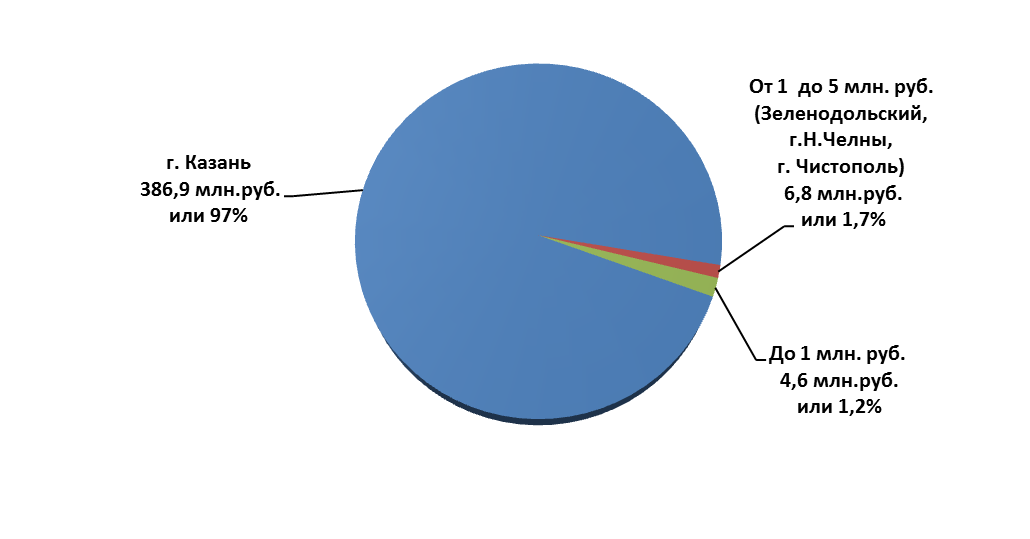 г. Казань
386,9 млн.руб.
или 97%
От 1  до 5 млн. руб.
(Зеленодольский,
г.Н.Челны,
г. Чистополь)
6,8 млн.руб.
или 1,7%
До 1 млн. руб.
4,6 млн.руб.
или 1,2%